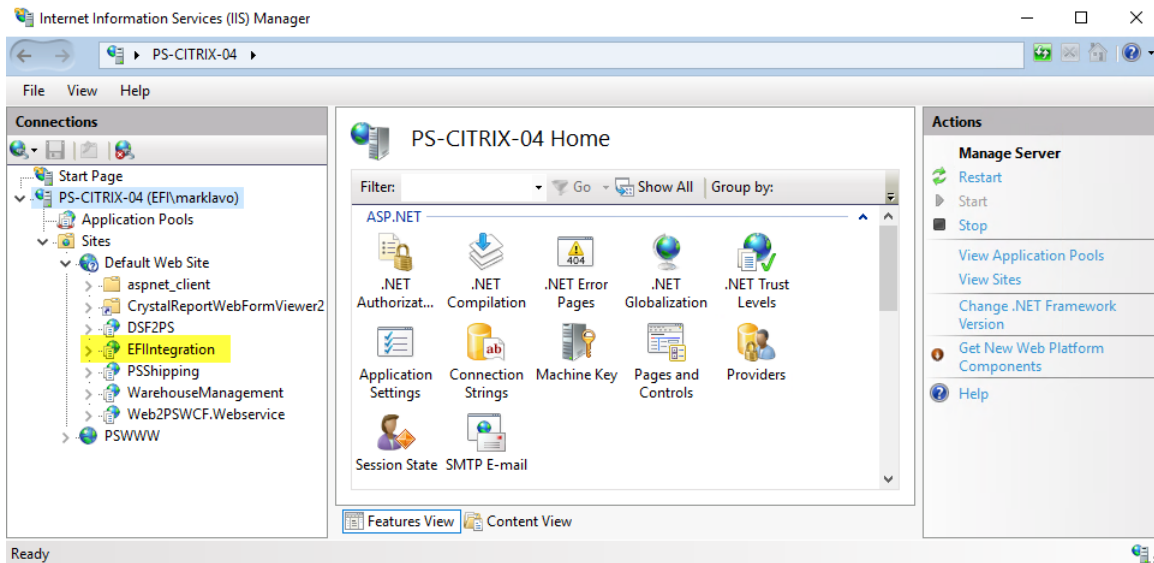 Internet Information Services (IIS) Manager
PS-CITRIX-04
File View Help
Connections
Start Page
PS-CITRIX-04 (EFI\marklavo)
Application Pools
Sites
Default Web Site
aspnet_client
CrystalReportWebFormViewer2
DSF2PS
EFIIntegration
PSShipping
WarehouseManagement
Web2PSWCF.Webservice
PSWWW
PS-CITRIX-04 Home
Filter: Go Show All Group by:
ASP.NET
.NET Authorizat...
.NET Compilation
404
.NET Error Pages
.NET Globalization
.NET Trust Levels
Application Settings
ab
Connection Strings
Machine Key
Pages and Controls
Providers
Session State
SMTP E-mail
Features View Content View
Actions
Manage Server
Restart
Start
Stop
View Application Pools
View Sites
Change .NET Framework
Version
Get New Web Platform
Components
Help
Ready